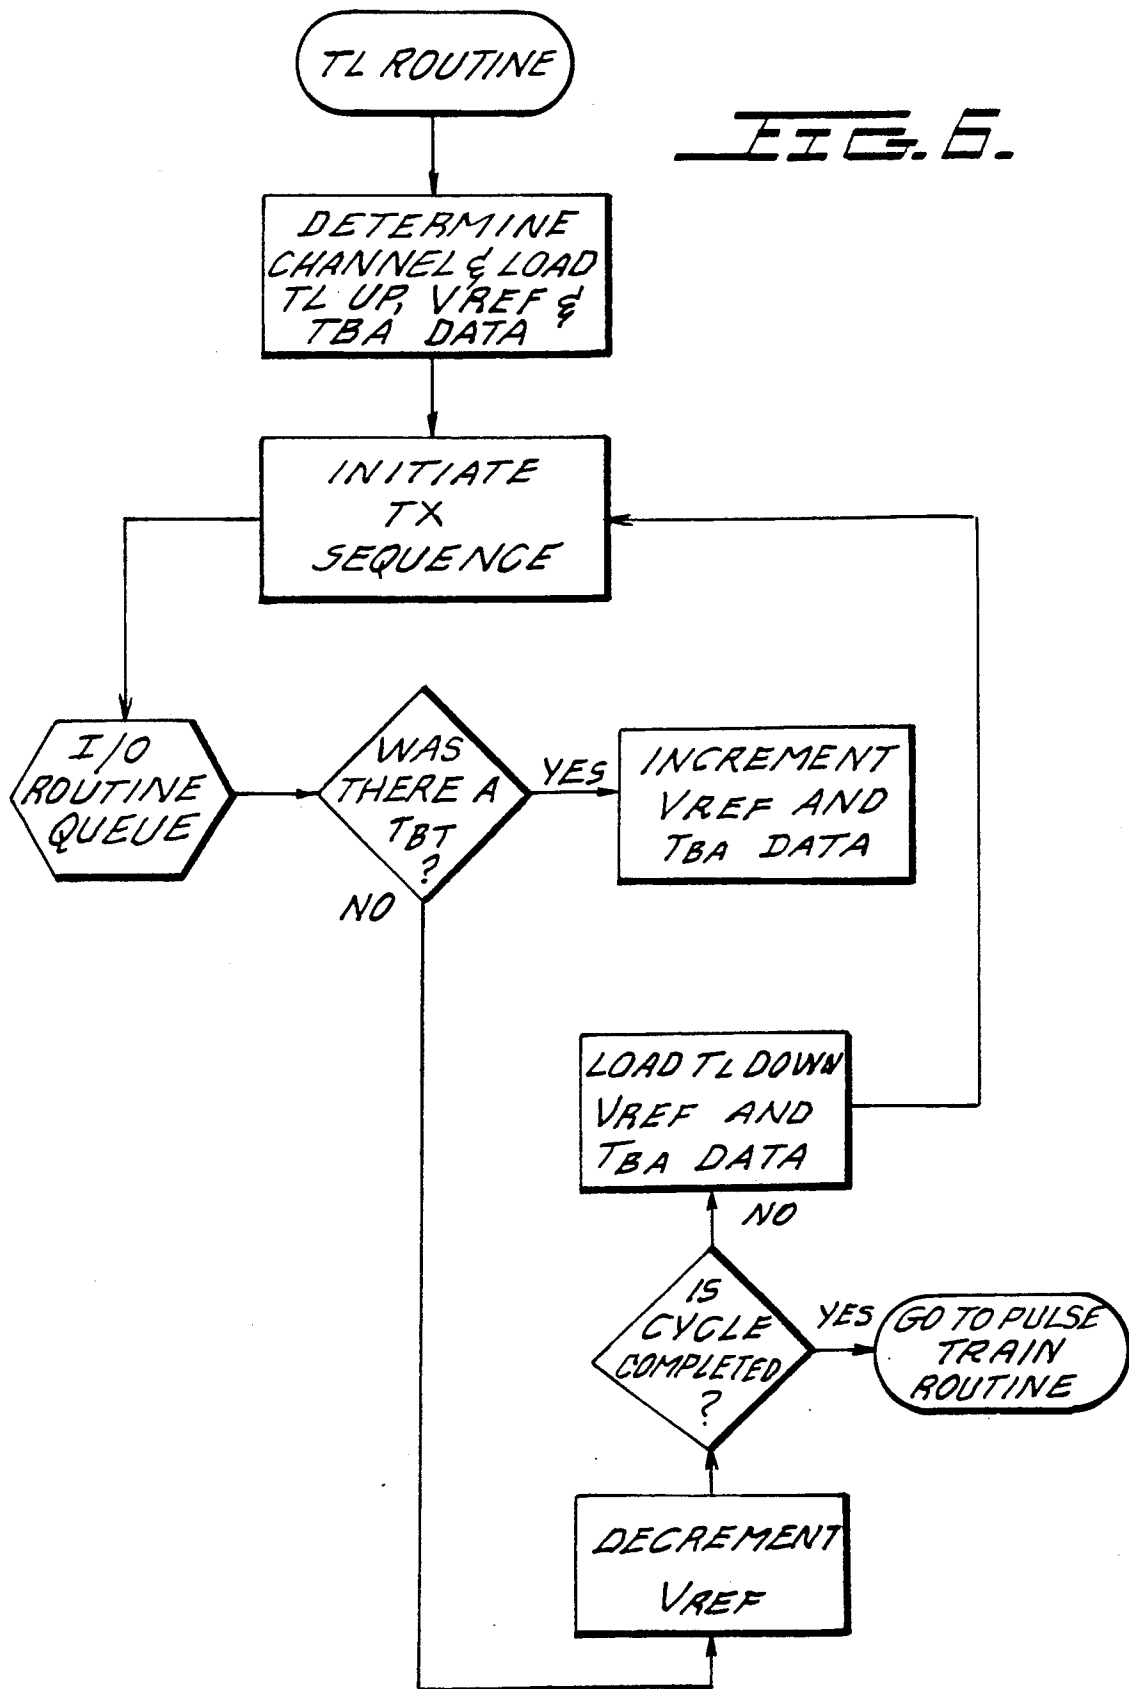 TL ROUTINE
FIG. 6.
DETERMINE
CHANNEL & LOAD
TL UP, VREF &
TBA DATA
INITIATE
TX
SEQUENCE
I/O
ROUTINE
QUEUE
WAS
THERE A
TBT
?
YES
NO
INCREMENT
VREF AND
TBA DATA
LOAD TL DOWN
VREF AND
TBA DATA
NO
IS
CYCLE
COMPLETED
?
YES
GO TO PULSE
TRAIN
ROUTINE
DECREMENT
VREF